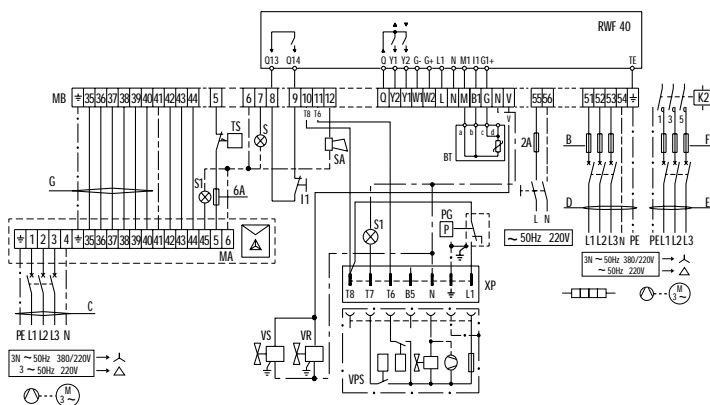 RWF 40
Q13 Q14 Q Y1 Y2 G- G+ L1 N M1 I1 G1+ TE
MB 35 36 37 38 39 40 41 42 43 44 5 6 7 8 9 10 11 12 Q Y2 Y1 W1 W2 L N M B1 G N V 55 56 51 52 53 54
K2
T8 T6 V
1 3 5
TS S SA a b c d BT 2A B F
G S1 6A I1
D E
L N L1 L2 L3 N PE PE L1 L2 L3
~ 50Hz 220V
3N ~ 50Hz 380/220V
~ 50Hz 220V
M
3 ~
35 36 37 38 39 40 41 42 43 44 45 5 6
1 2 3 4
MA
S1 PG
P
XP
T8 T7 T6 B5 N L1
C
PE L1 L2 L3 N
VS VR
VPS
3N ~ 50Hz 380/220V
3 ~ 50Hz 220V
M
3 ~